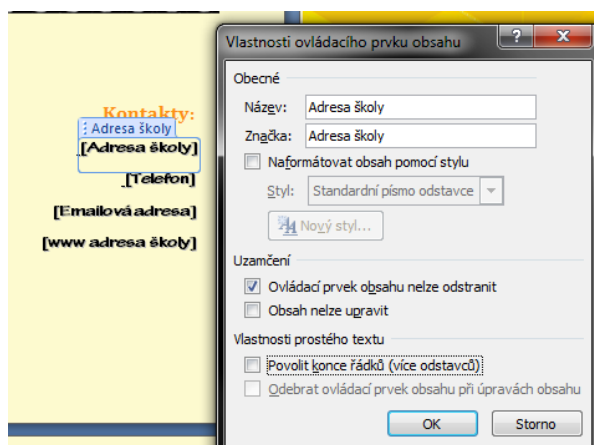 Kontakty:
Adresa školy
[Adresa školy]
[Telefon]
[Emailová adresa]
[www adresa školy]
Vlastnosti ovládacího prvku obsahu
Obecné
Název: Adresa školy
Značka: Adresa školy
Naformátovat obsah pomocí stylu
Styl: Standardní písmo odstavce
Nový styl...
Uzamčení
Ovládací prvek obsahu nelze odstranit
Obsah nelze upravit
Vlastnosti prostého textu
Povolit konce řádků (více odstavců)
Odebrat ovládací prvek obsahu při úpravách obsahu
OK Storno